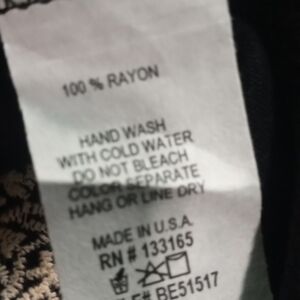 100 % RAYON
HAND WASH
WITH COLD WATER
DO NOT BLEACH
COLOR SEPARATE
HANG OR LINE DRY
MADE IN U.S.A.
RN # 133165
BE51517